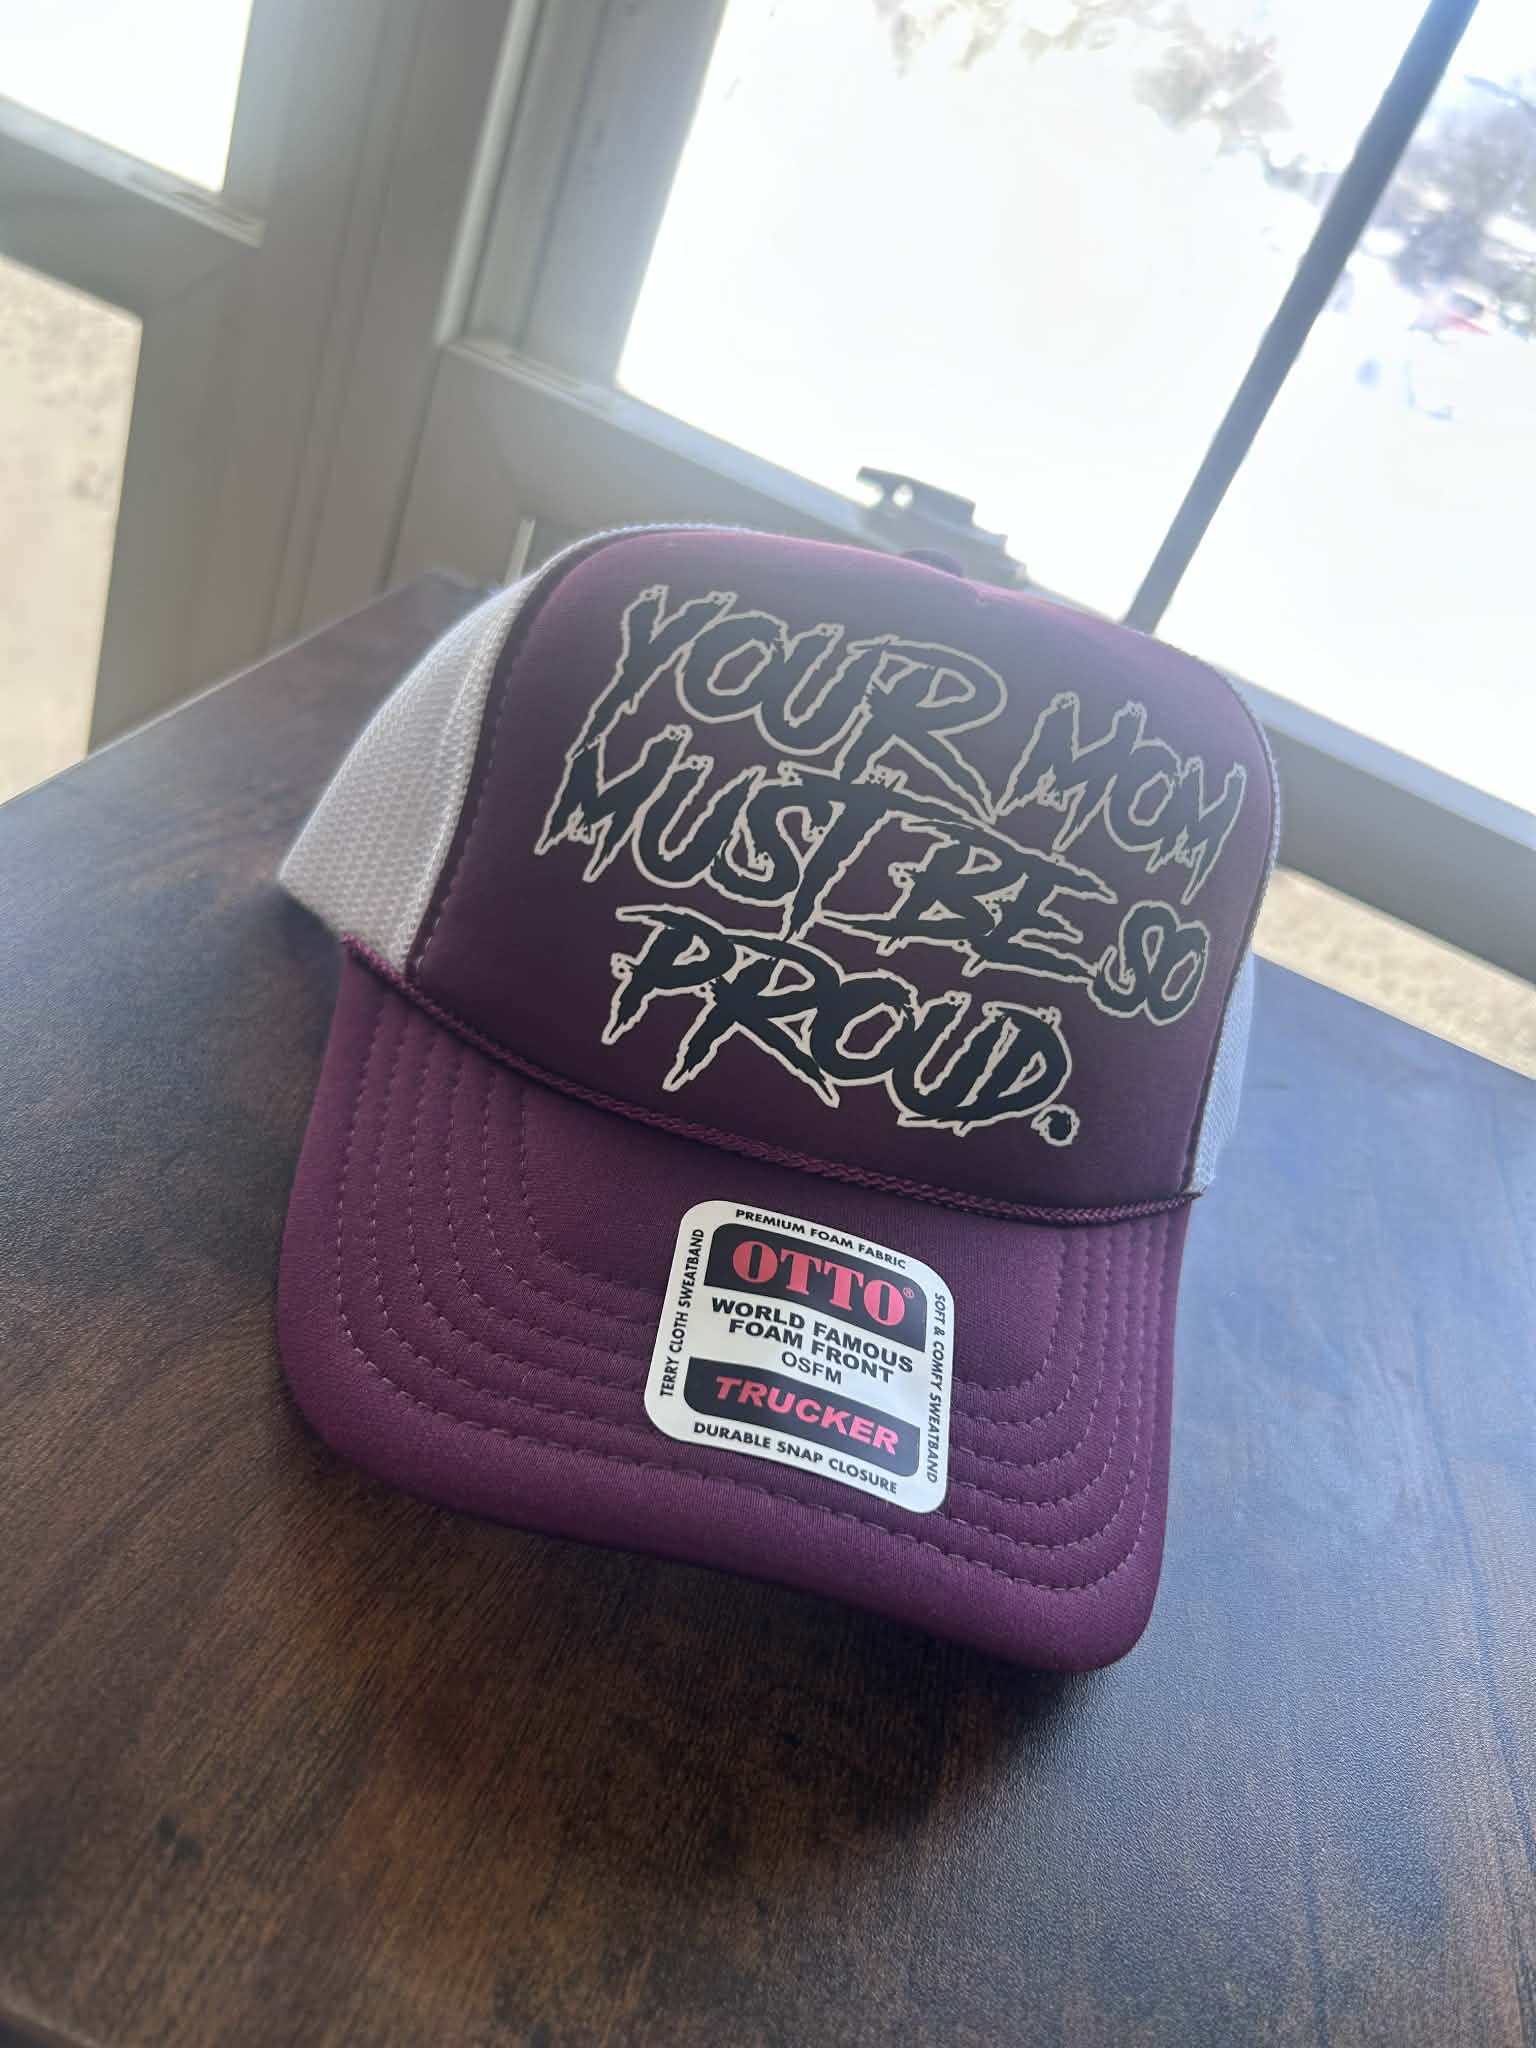 YOUR MOM
MUST BE SO
PROUD.
PREMIUM FOAM FABRIC
OTTO®
WORLD FAMOUS
FOAM FRONT
OSFM
TRUCKER
DURABLE SNAP CLOSURE
TERRY CLOTH SWEATBAND
SOFT & COMFY SWEATBAND